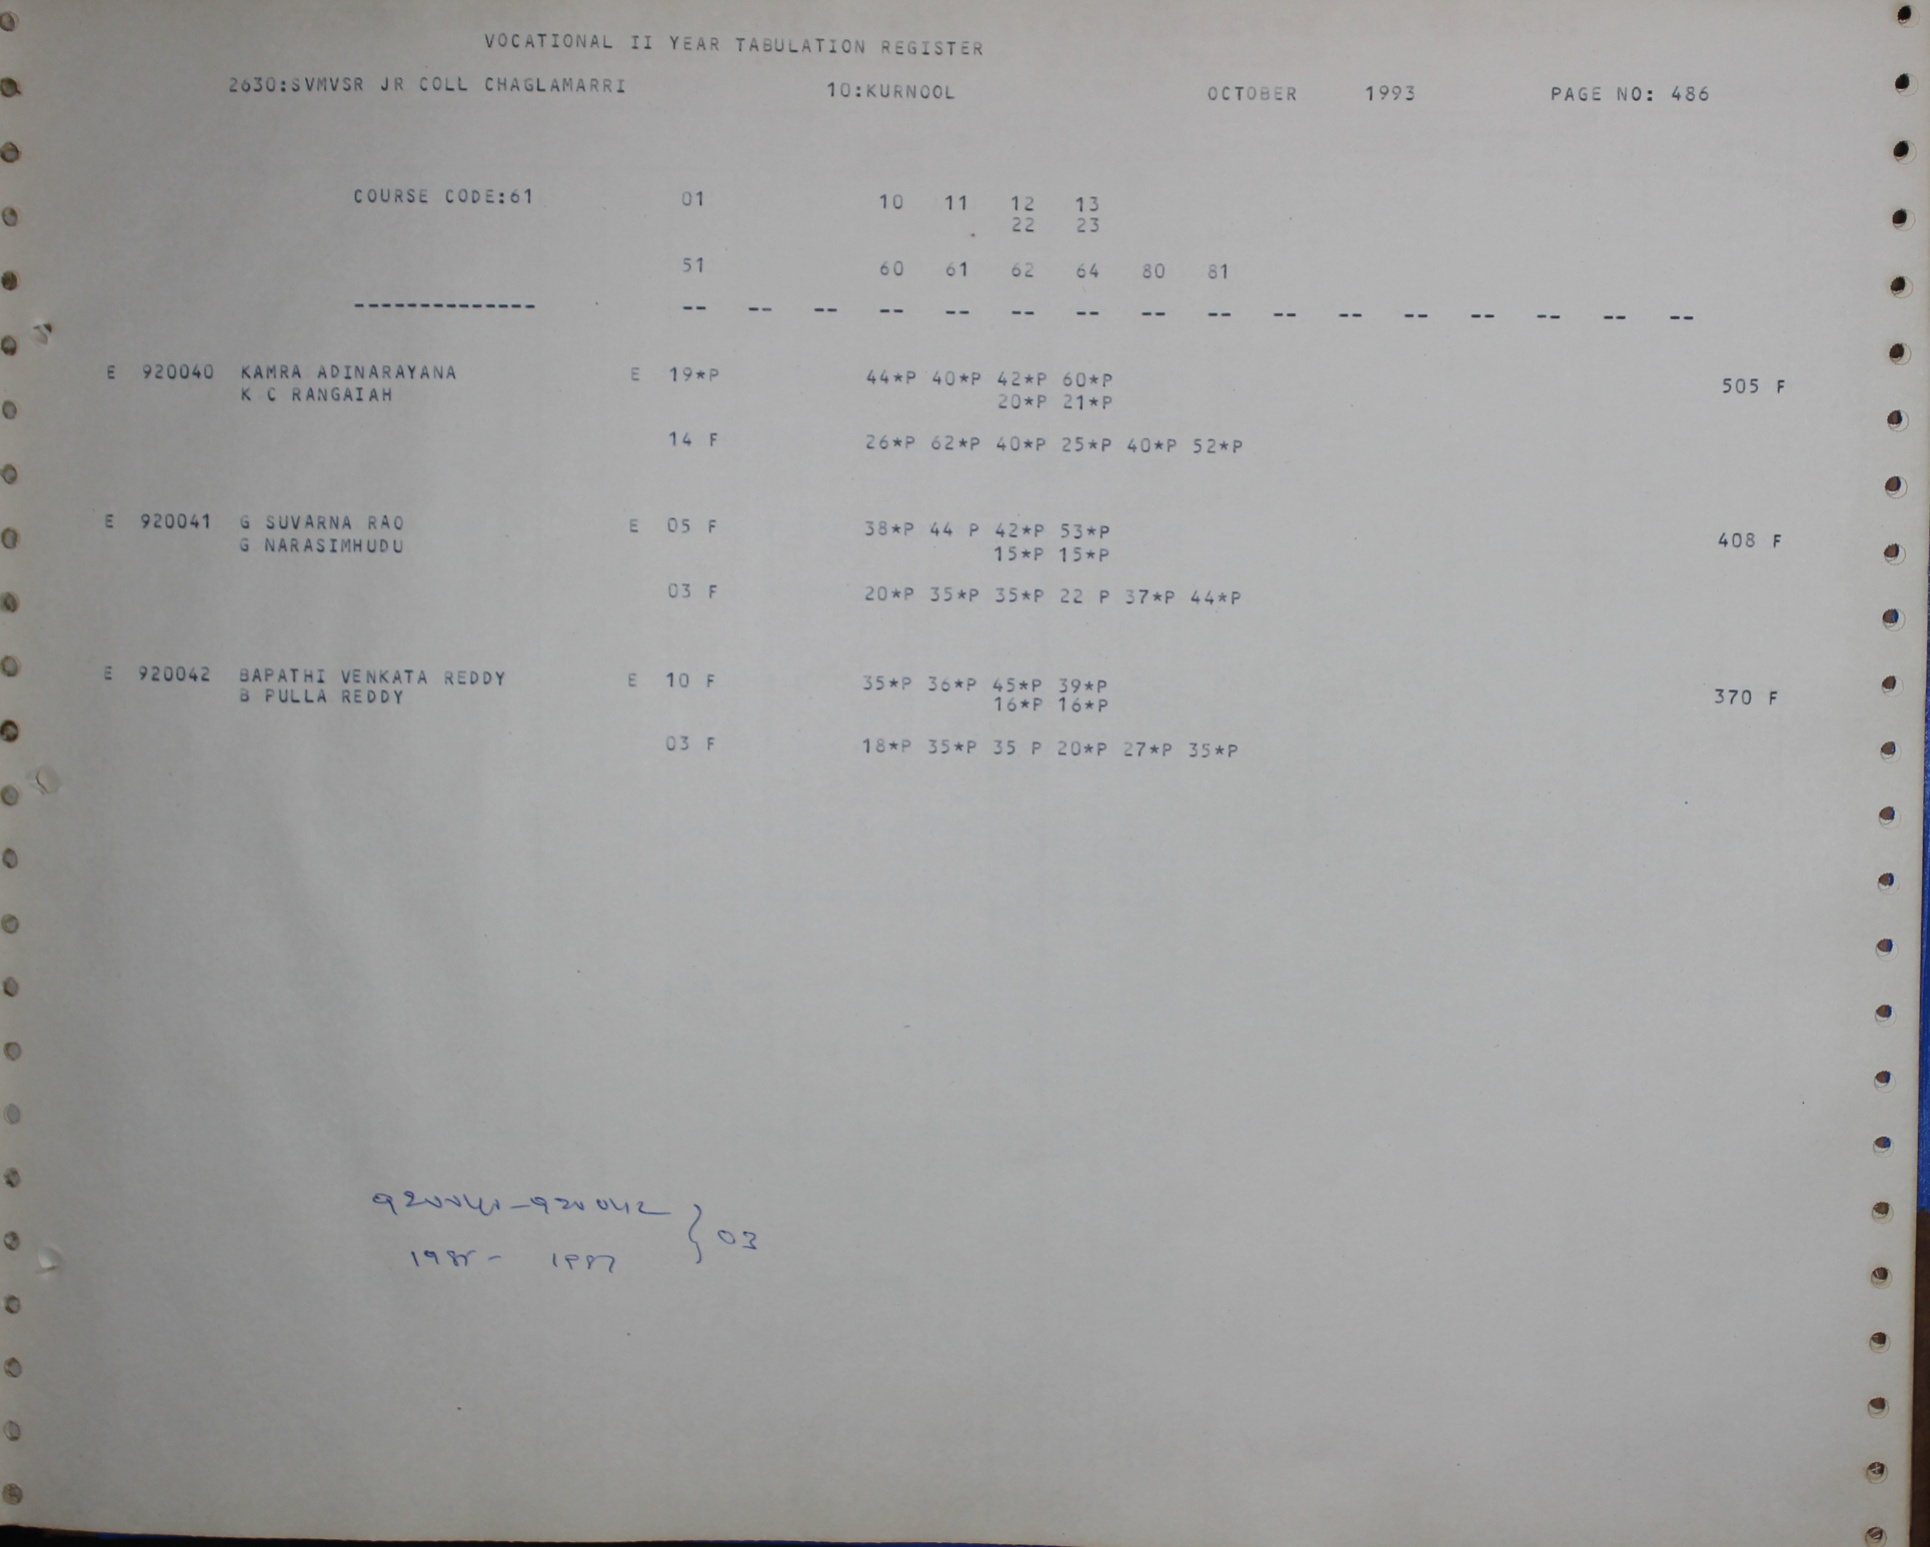 VOCATIONAL II YEAR TABULATION REGISTER
2630:SVMVSR JR COLL CHAGLAMARRI 10:KURNOOL OCTOBER 1993 PAGE NO: 486
COURSE CODE:61 01 10 11 12 13
22 23
51 60 61 62 64 80 81
-------------- -- -- -- -- -- -- -- -- -- -- -- -- -- -- -- --
E 920040 KAMRA ADINARAYANA E 19*P 44*P 40*P 42*P 60*P 505 F
K C RANGAIAH 20*P 21*P
14 F 26*P 62*P 40*P 25*P 40*P 52*P
E 920041 G SUVARNA RAO E 05 F 38*P 44 P 42*P 53*P 408 F
G NARASIMHUDU 15*P 15*P
03 F 20*P 35*P 35*P 22 P 37*P 44*P
E 920042 BAPATHI VENKATA REDDY E 10 F 35*P 36*P 45*P 39*P 370 F
B PULLA REDDY 16*P 16*P
03 F 18*P 35*P 35 P 20*P 27*P 35*P
920040-920042 } 03